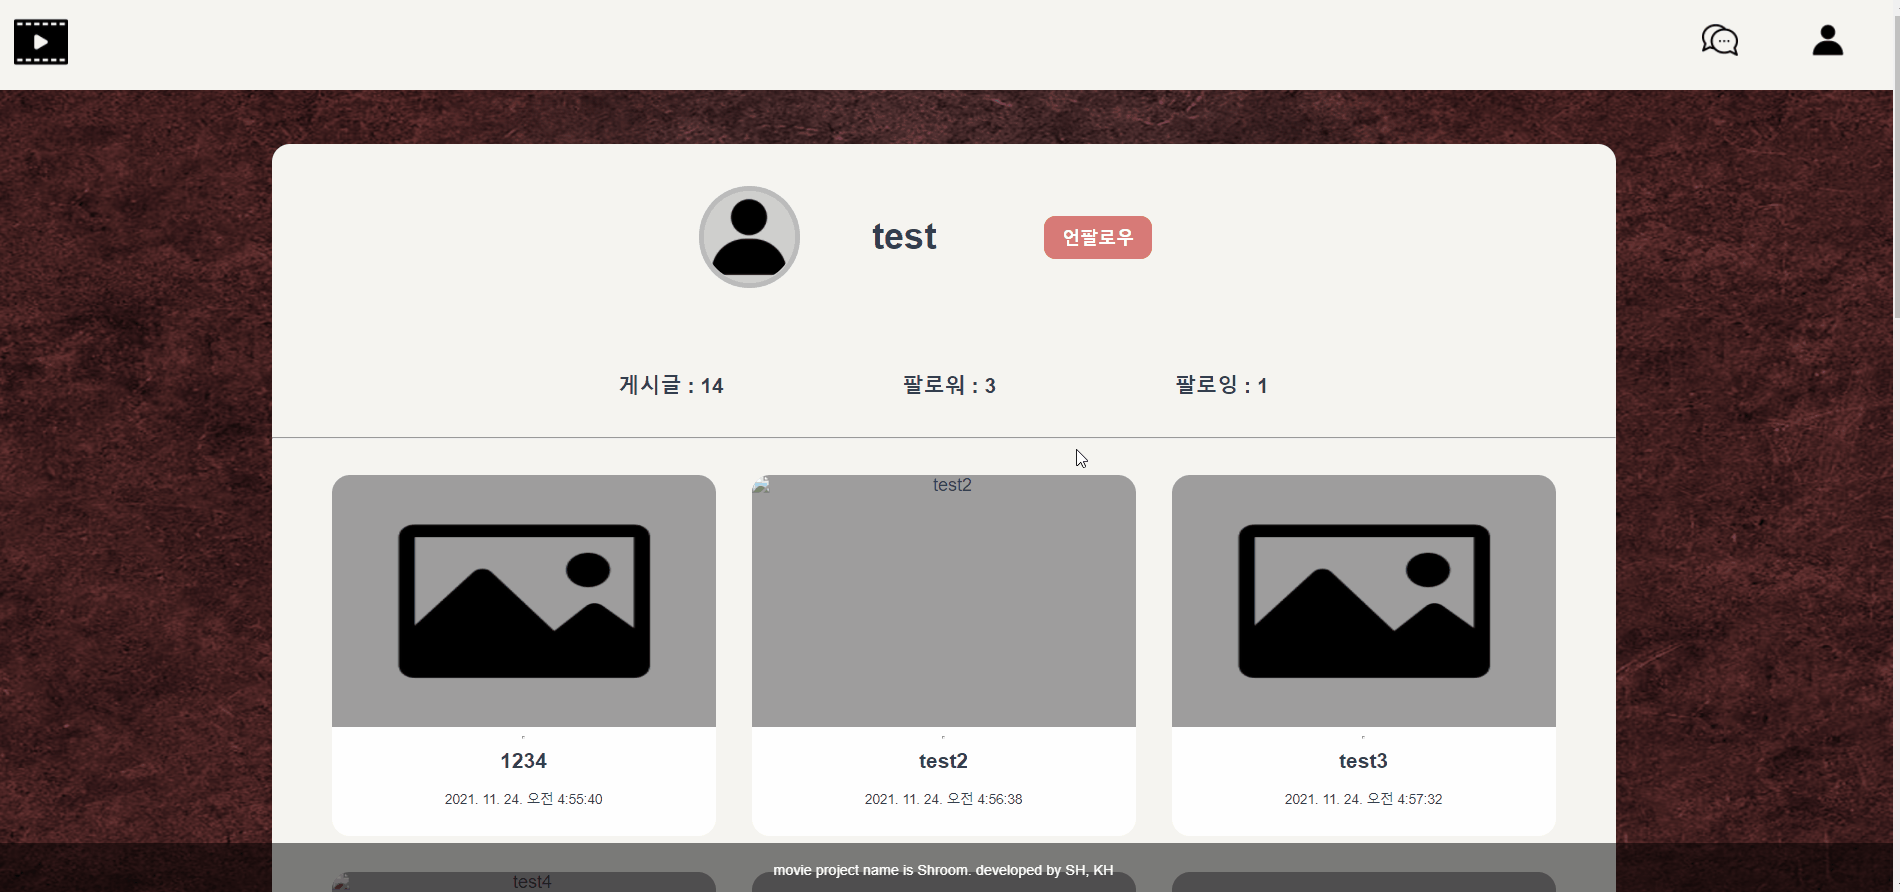 test
언팔로우
게시글 : 14
팔로워 : 3
팔로잉 : 1
test2
1234
2021. 11. 24. 오전 4:55:40
test2
2021. 11. 24. 오전 4:56:38
test3
2021. 11. 24. 오전 4:57:32
test4
movie project name is Shroom. developed by SH, KH